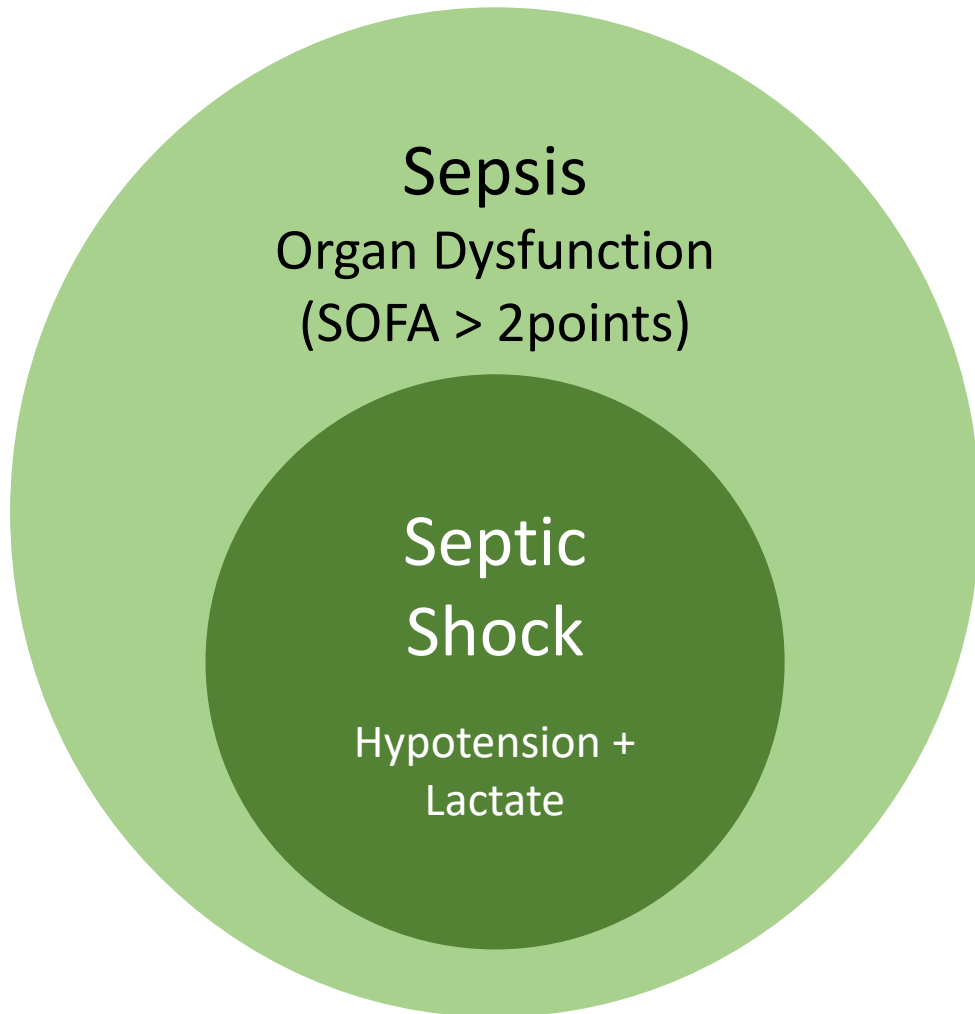 Sepsis
Organ Dysfunction
(SOFA > 2points)
Septic
Shock
Hypotension +
Lactate